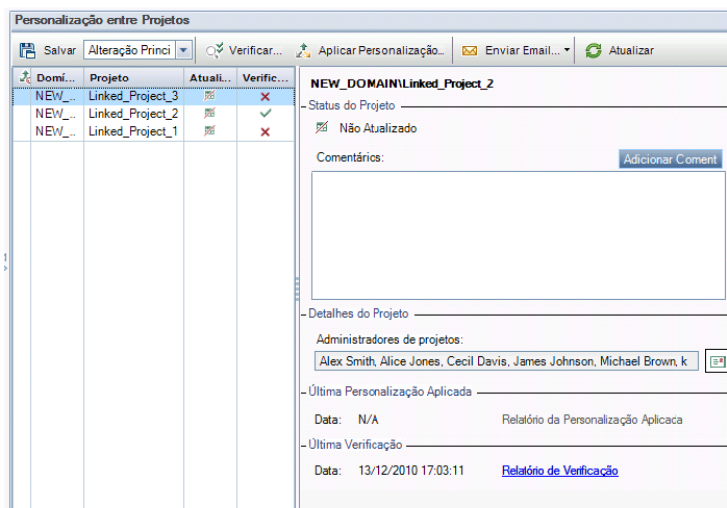 Personalização entre Projetos
Salvar Alteração Princi Verificar... Aplicar Personalização... Enviar Email... Atualizar
Domí... Projeto Atuali... Verific...
NEW_... Linked_Project_3
NEW_... Linked_Project_2
NEW_... Linked_Project_1
NEW_DOMAIN\Linked_Project_2
Status do Projeto
Não Atualizado
Comentários: Adicionar Coment
Detalhes do Projeto
Administradores de projetos:
Alex Smith, Alice Jones, Cecil Davis, James Johnson, Michael Brown, k
Última Personalização Aplicada
Data: N/A Relatório da Personalização Aplicada
Última Verificação
Data: 13/12/2010 17:03:11 Relatório de Verificação